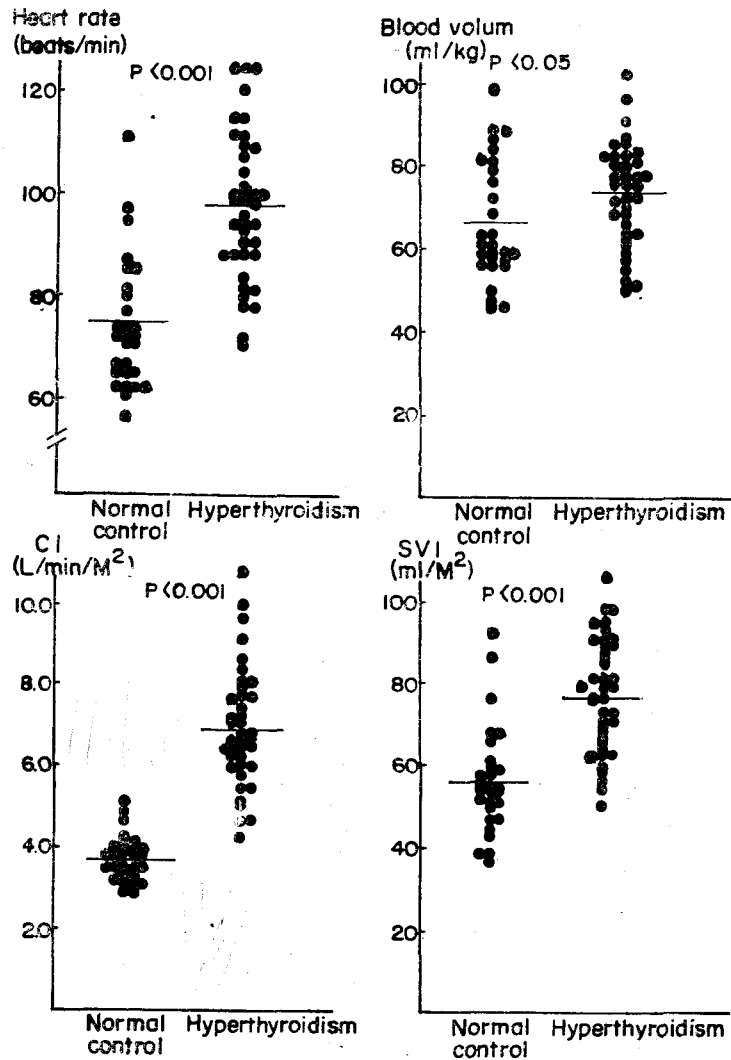 Heart rate
(beats/min)
P <0.001
120
100
80
60
Normal
control
Hyperthyroidism
Blood volum
(ml/kg)
P <0.05
100
80
60
40
20
Normal
control
Hyperthyroidism
CI
(L/min/M²)
P<0.001
10.0
8.0
6.0
4.0
2.0
Normal
control
Hyperthyroidism
SVI
(ml/M²)
P<0.001
100
80
60
40
20
Normal
control
Hyperthyroidism